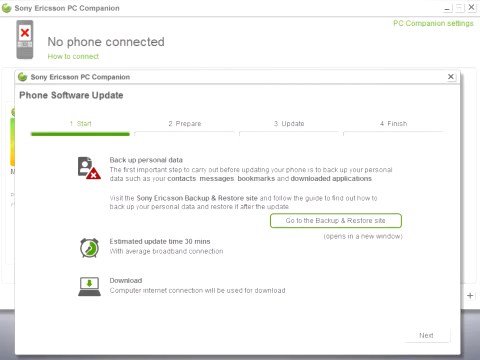 Sony Ericsson PC Companion
PC Companion settings
No phone connected
How to connect
Sony Ericsson PC Companion
Phone Software Update
1 Start
2 Prepare
3 Update
4 Finish
Back up personal data
The first important step to carry out before updating your phone is to back up your personal
data such as your contacts, messages, bookmarks and downloaded applications.
Visit the Sony Ericsson Backup & Restore site and follow the guide to find out how to
back up your personal data and restore it after the update.
Go to the Backup & Restore site
(opens in a new window)
Estimated update time 30 mins
With average broadband connection
Download
Computer internet connection will be used for download
Next